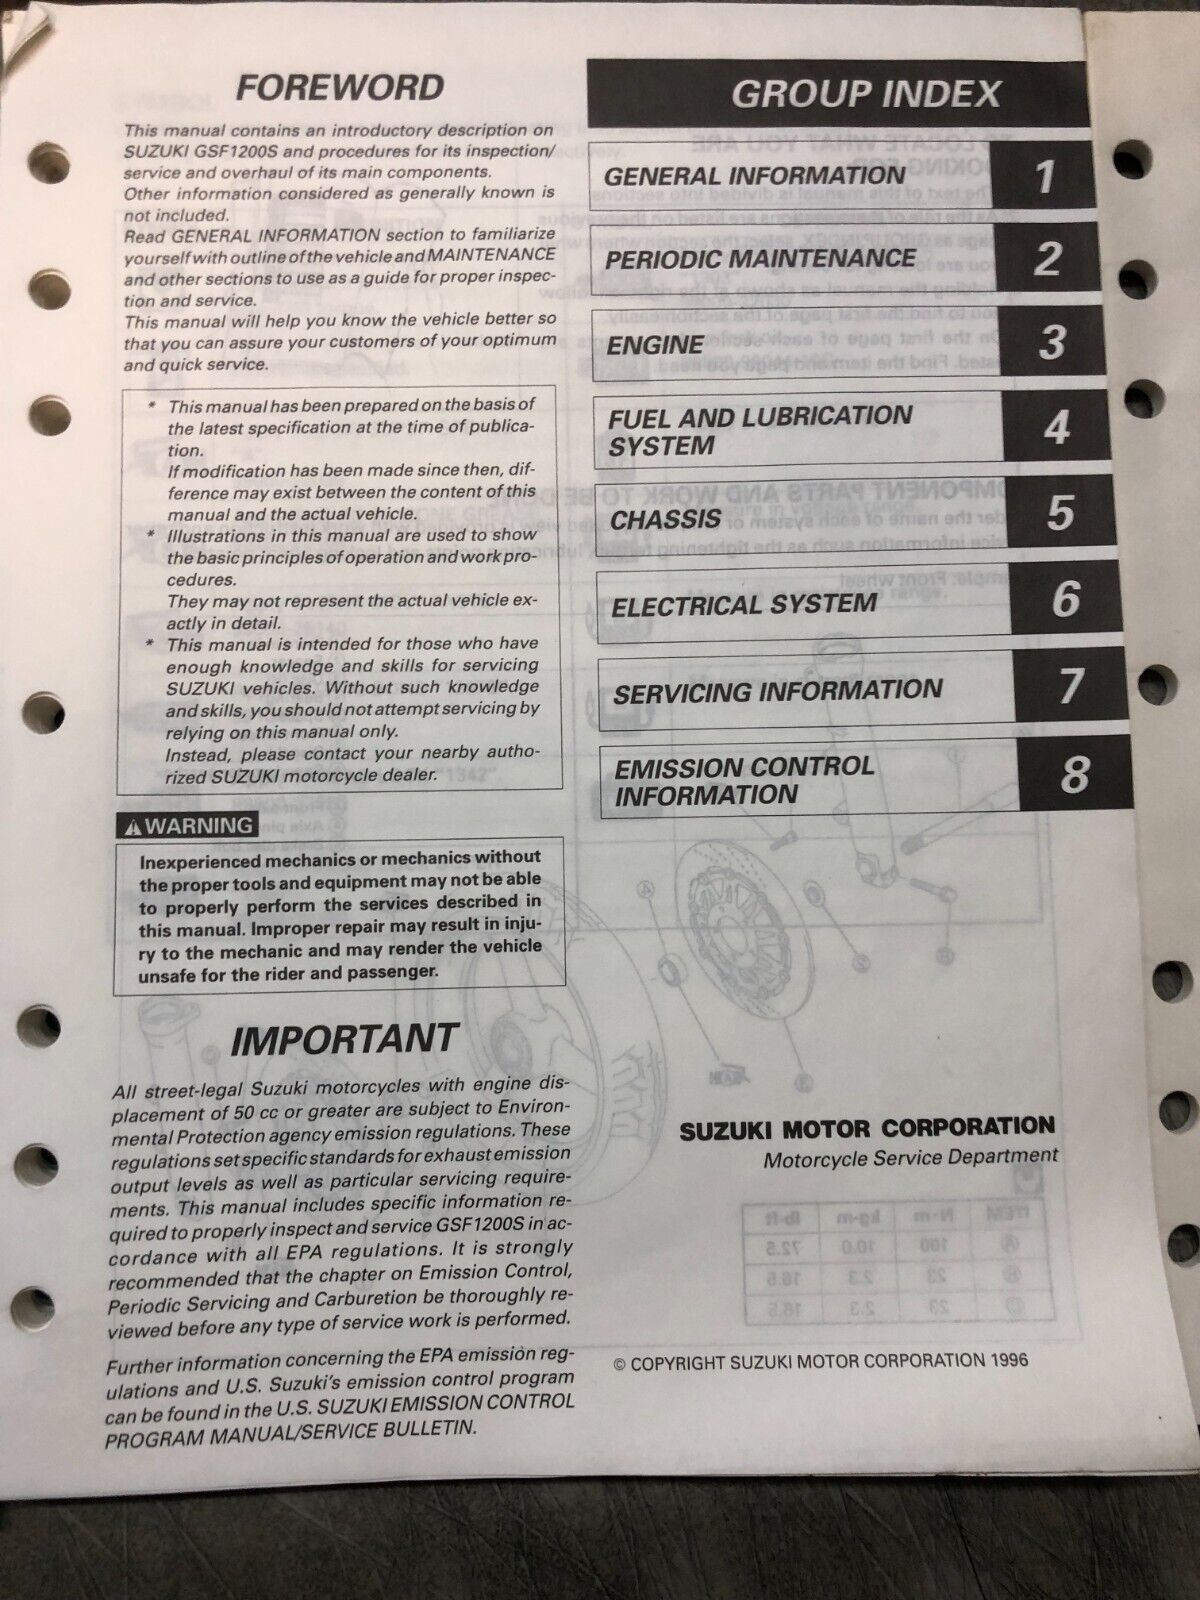 FOREWORD
This manual contains an introductory description on
SUZUKI GSF1200S and procedures for its inspection/
service and overhaul of its main components.
Other information considered as generally known is
not included.
Read GENERAL INFORMATION section to familiarize
yourself with outline of the vehicle and MAINTENANCE
and other sections to use as a guide for proper inspec-
tion and service.
This manual will help you know the vehicle better so
that you can assure your customers of your optimum
and quick service.
* This manual has been prepared on the basis of
the latest specification at the time of publica-
tion.
If modification has been made since then, dif-
ference may exist between the content of this
manual and the actual vehicle.
* Illustrations in this manual are used to show
the basic principles of operation and work pro-
cedures.
They may not represent the actual vehicle ex-
actly in detail.
* This manual is intended for those who have
enough knowledge and skills for servicing
SUZUKI vehicles. Without such knowledge
and skills, you should not attempt servicing by
relying on this manual only.
Instead, please contact your nearby autho-
rized SUZUKI motorcycle dealer.
WARNING
Inexperienced mechanics or mechanics without
the proper tools and equipment may not be able
to properly perform the services described in
this manual. Improper repair may result in inju-
ry to the mechanic and may render the vehicle
unsafe for the rider and passenger.
IMPORTANT
All street-legal Suzuki motorcycles with engine dis-
placement of 50 cc or greater are subject to Environ-
mental Protection agency emission regulations. These
regulations set specific standards for exhaust emission
output levels as well as particular servicing require-
ments. This manual includes specific information re-
quired to properly inspect and service GSF1200S in ac-
cordance with all EPA regulations. It is strongly
recommended that the chapter on Emission Control,
Periodic Servicing and Carburetion be thoroughly re-
viewed before any type of service work is performed.
Further information concerning the EPA emission reg-
ulations and U.S. Suzuki's emission control program
can be found in the U.S. SUZUKI EMISSION CONTROL
PROGRAM MANUAL/SERVICE BULLETIN.
GROUP INDEX
GENERAL INFORMATION 1
PERIODIC MAINTENANCE 2
ENGINE 3
FUEL AND LUBRICATION
SYSTEM 4
CHASSIS 5
ELECTRICAL SYSTEM 6
SERVICING INFORMATION 7
EMISSION CONTROL
INFORMATION 8
SUZUKI MOTOR CORPORATION
Motorcycle Service Department
© COPYRIGHT SUZUKI MOTOR CORPORATION 1996